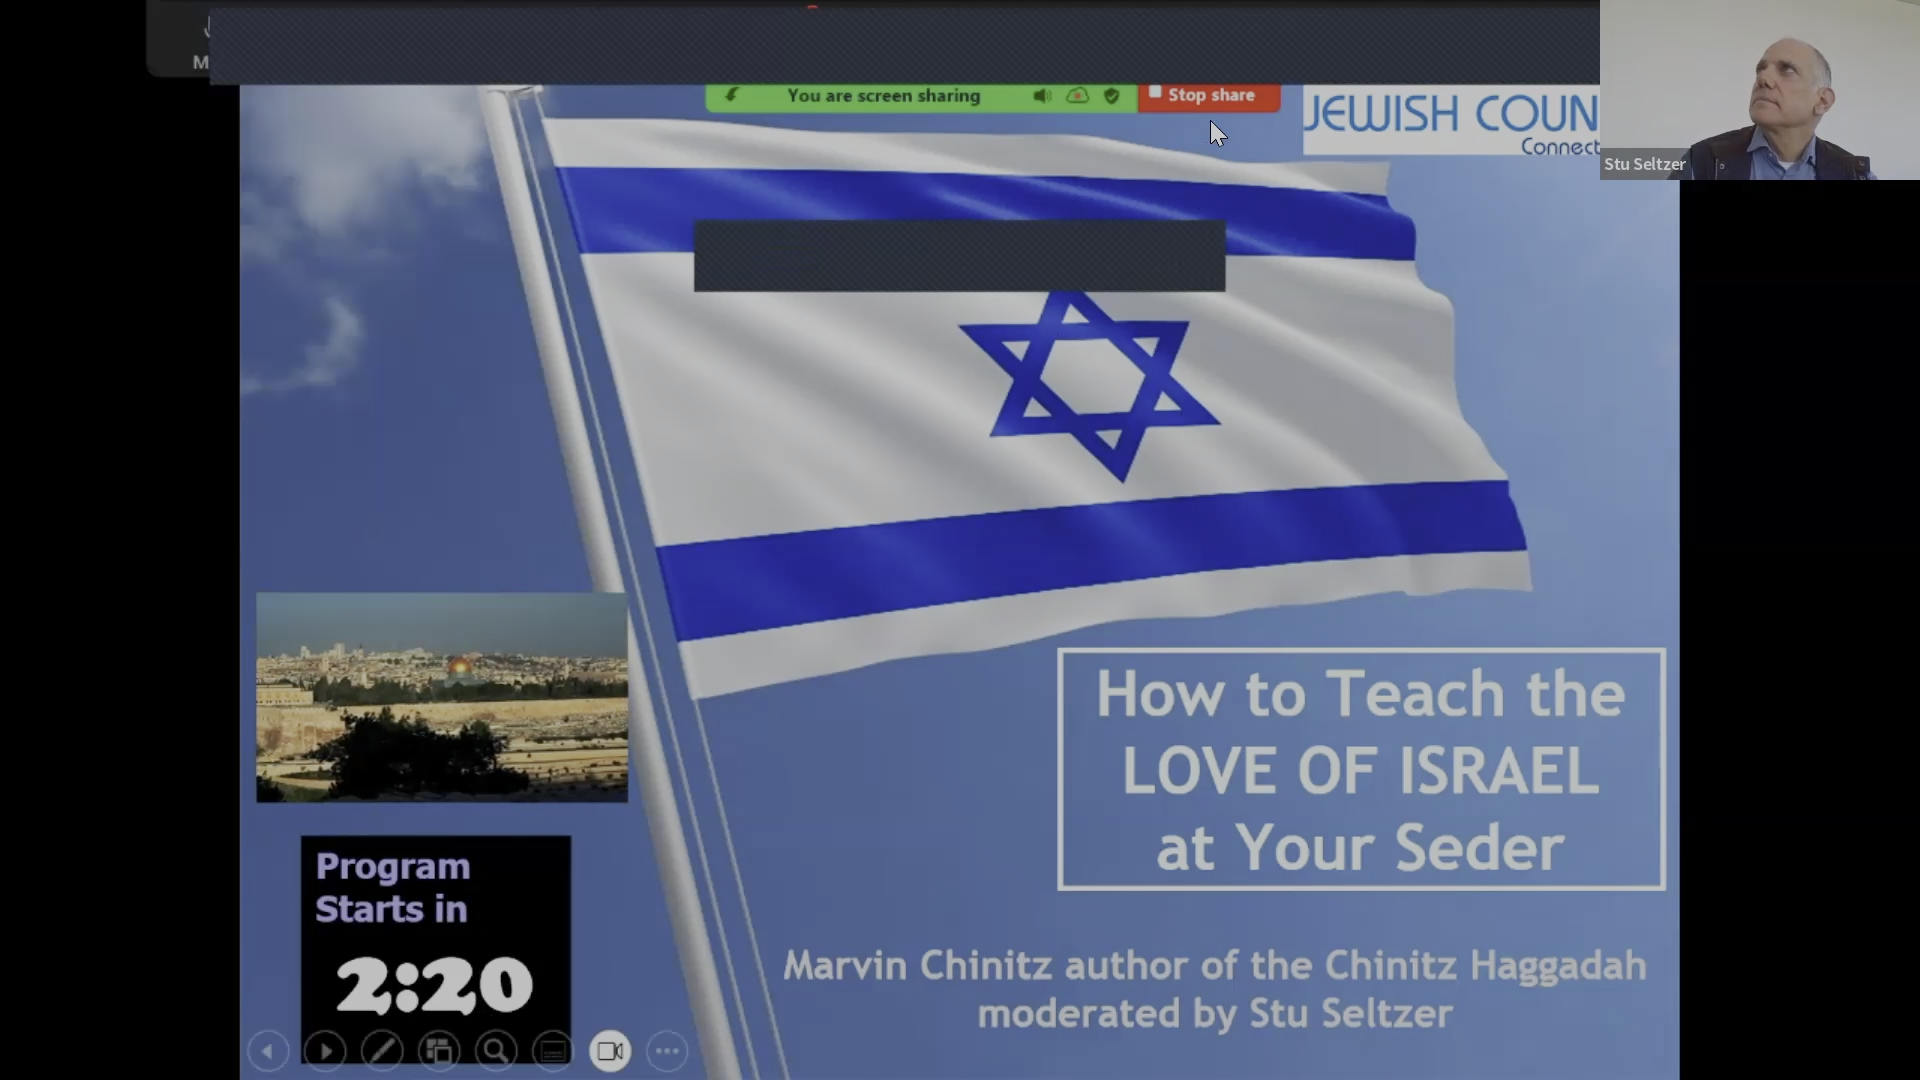 M
You are screen sharing
Stop share
JEWISH COUN
Connect
Stu Seltzer
How to Teach the
LOVE OF ISRAEL
at Your Seder
Program
Starts in
2:20
Marvin Chinitz author of the Chinitz Haggadah
moderated by Stu Seltzer